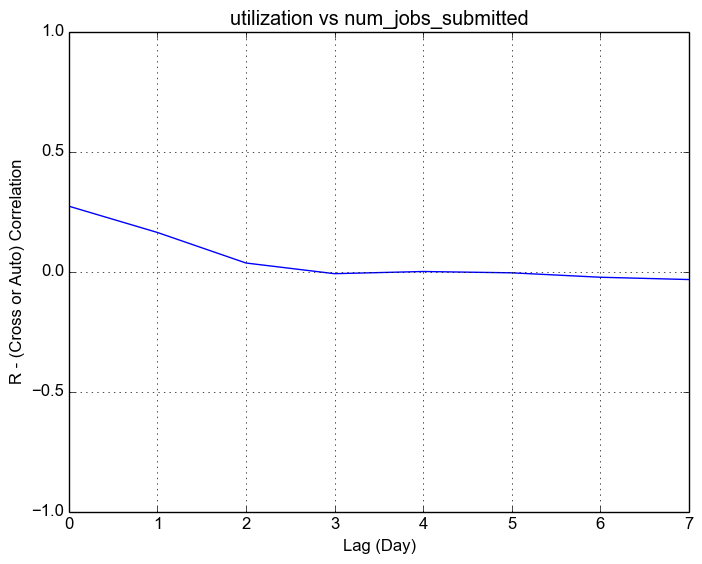 utilization vs num_jobs_submitted
1.0
0.5
0.0
−0.5
−1.0
R - (Cross or Auto) Correlation
0 1 2 3 4 5 6 7
Lag (Day)